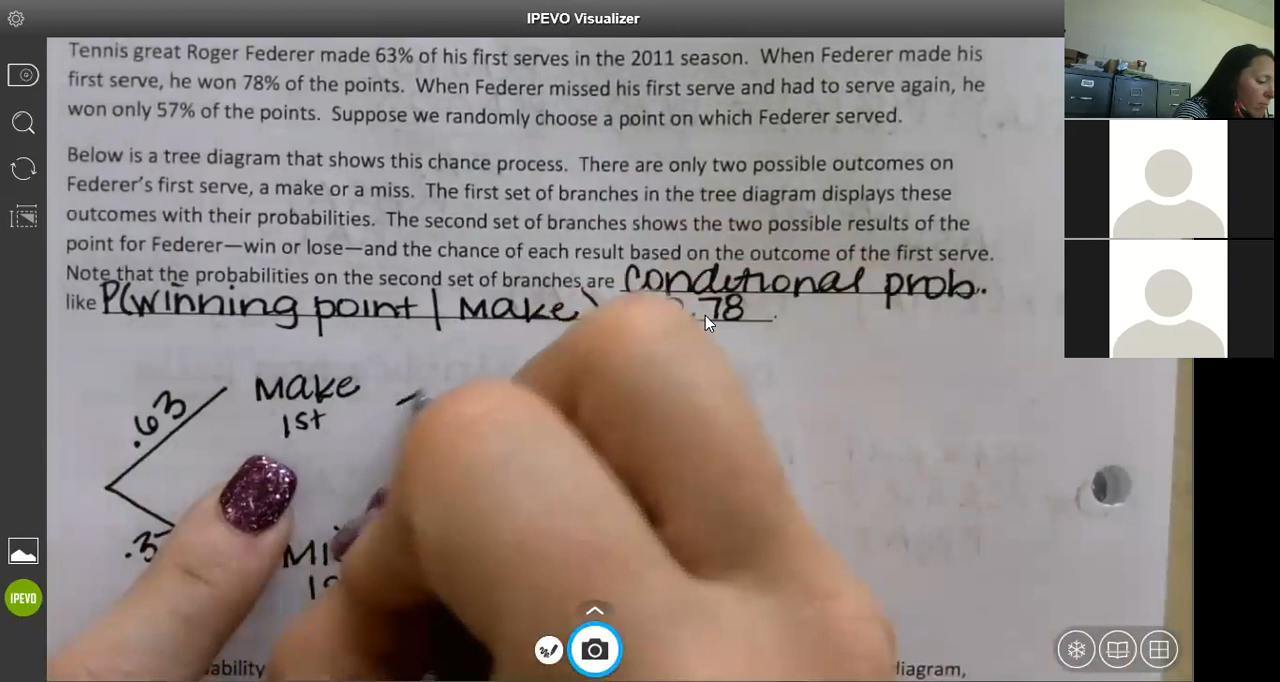 IPEVO Visualizer
Tennis great Roger Federer made 63% of his first serves in the 2011 season. When Federer made his
first serve, he won 78% of the points. When Federer missed his first serve and had to serve again, he
won only 57% of the points. Suppose we randomly choose a point on which Federer served.
Below is a tree diagram that shows this chance process. There are only two possible outcomes on
Federer's first serve, a make or a miss. The first set of branches in the tree diagram displays these
outcomes with their probabilities. The second set of branches shows the two possible results of the
point for Federer—win or lose—and the chance of each result based on the outcome of the first serve.
Note that the probabilities on the second set of branches are Conditional prob.
like P(winning point | Make) .78
.63 Make
1st
.3
IPEVO
ability diagram,